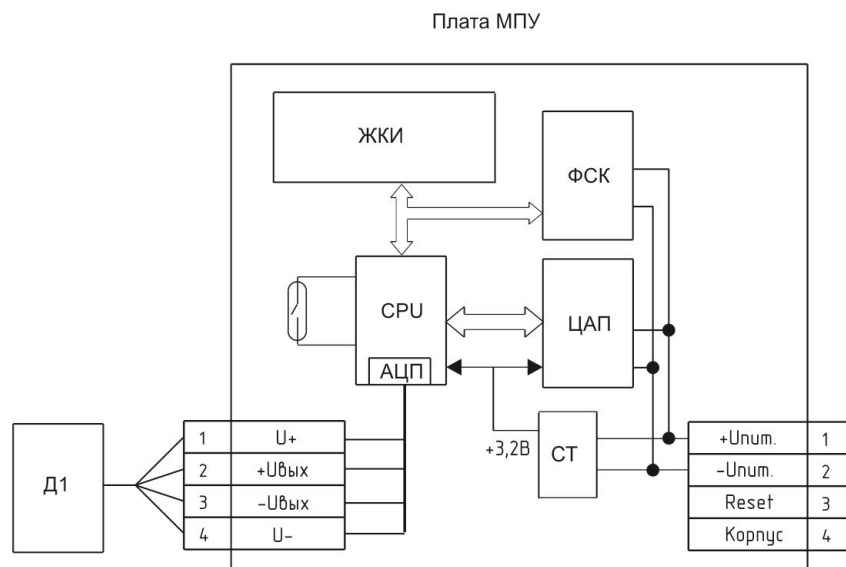 Плата МПУ
ЖКИ
ФСК
CPU
ЦАП
АЦП
+3,2В
СТ
Д1
1 U+
2 +Uвых
3 -Uвых
4 U-
+Uпит. 1
-Uпит. 2
Reset 3
Корпус 4